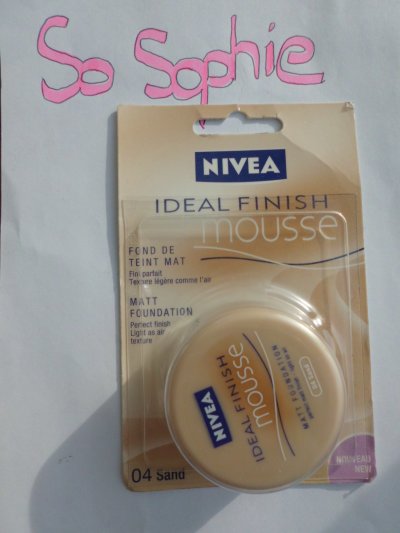 So Sophie
NIVEA
IDEAL FINISH
mousse
FOND DE
TEINT MAT
Fini parfait
Texture légère comme l'air
MATT
FOUNDATION
Perfect finish
Light as air
texture
NIVEA
IDEAL FINISH
mousse
MATT FOUNDATION
04 Sand
NOUVEAU
NEW